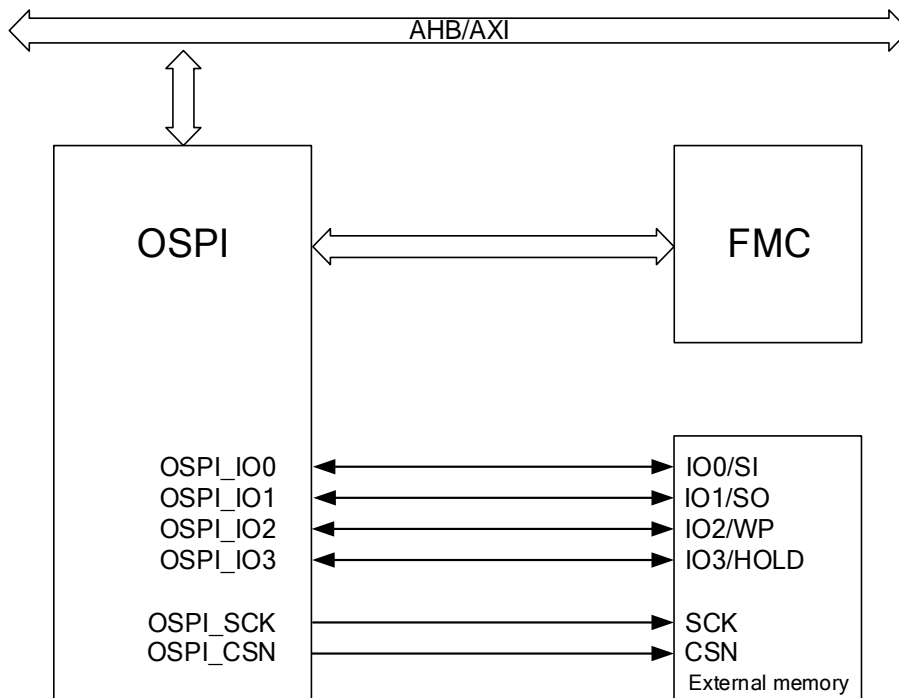 AHB/AXI
OSPI
FMC
OSPI_IO0
IO0/SI
OSPI_IO1
IO1/SO
OSPI_IO2
IO2/WP
OSPI_IO3
IO3/HOLD
OSPI_SCK
SCK
OSPI_CSN
CSN
External memory